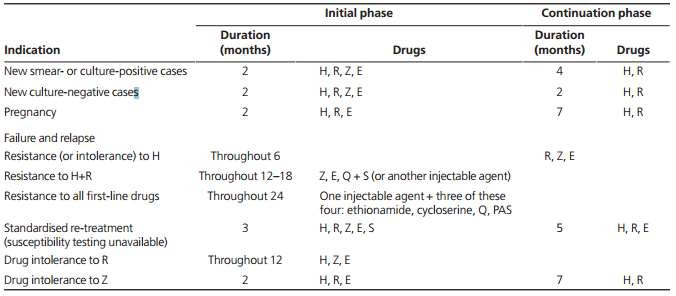 Initial phase Continuation phase
Duration Duration
Indication (months) Drugs (months) Drugs
New smear- or culture-positive cases 2 H, R, Z, E 4 H, R
New culture-negative cases 2 H, R, Z, E 2 H, R
Pregnancy 2 H, R, E 7 H, R
Failure and relapse
Resistance (or intolerance) to H Throughout 6 R, Z, E
Resistance to H+R Throughout 12–18 Z, E, Q + S (or another injectable agent)
Resistance to all first-line drugs Throughout 24 One injectable agent + three of these
four: ethionamide, cycloserine, Q, PAS
Standardised re-treatment 3 H, R, Z, E, S 5 H, R, E
(susceptibility testing unavailable)
Drug intolerance to R Throughout 12 H, Z, E
Drug intolerance to Z 2 H, R, E 7 H, R